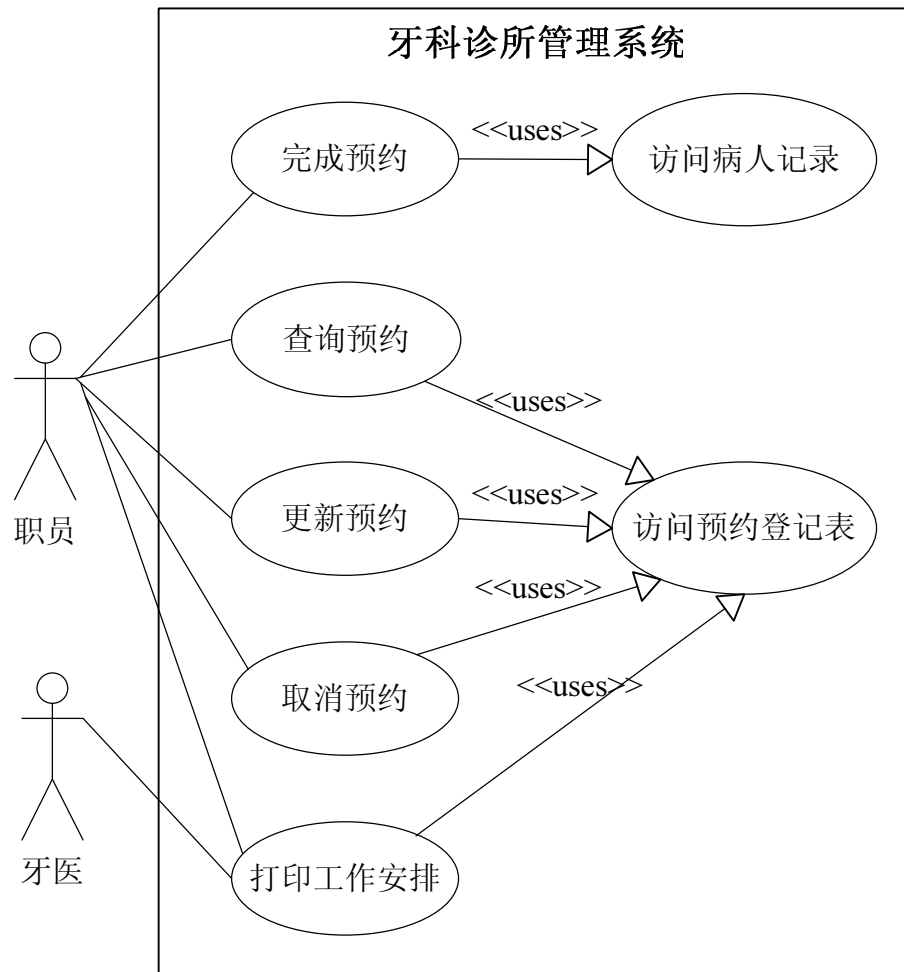 牙科诊所管理系统
完成预约
<<uses>>
访问病人记录
查询预约
<<uses>>
职员
更新预约
<<uses>>
访问预约登记表
<<uses>>
取消预约
<<uses>>
牙医
打印工作安排